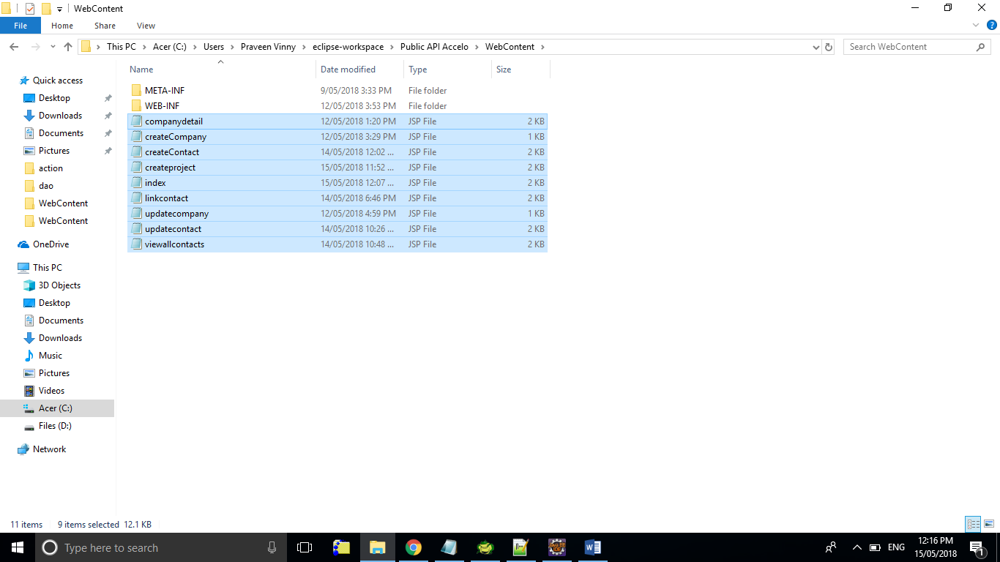 WebContent
File Home Share View
This PC Acer (C:) Users Praveen Vinny eclipse-workspace Public API Accelo WebContent
Search WebContent
Name Date modified Type Size
Quick access
Desktop
Downloads
Documents
Pictures
action
dao
WebContent
WebContent
OneDrive
This PC
3D Objects
Desktop
Documents
Downloads
Music
Pictures
Videos
Acer (C:)
Files (D:)
Network
META-INF 9/05/2018 3:33 PM File folder
WEB-INF 12/05/2018 3:53 PM File folder
companydetail 12/05/2018 1:20 PM JSP File 2 KB
createCompany 12/05/2018 3:29 PM JSP File 1 KB
createContact 14/05/2018 12:02 ... JSP File 2 KB
createproject 15/05/2018 11:52 ... JSP File 2 KB
index 15/05/2018 12:07 ... JSP File 2 KB
linkcontact 14/05/2018 6:46 PM JSP File 2 KB
updatecompany 12/05/2018 4:59 PM JSP File 1 KB
updatecontact 14/05/2018 10:26 ... JSP File 2 KB
viewallcontacts 14/05/2018 10:48 ... JSP File 2 KB
11 items 9 items selected 12.1 KB
Type here to search
ENG
12:16 PM
15/05/2018
1